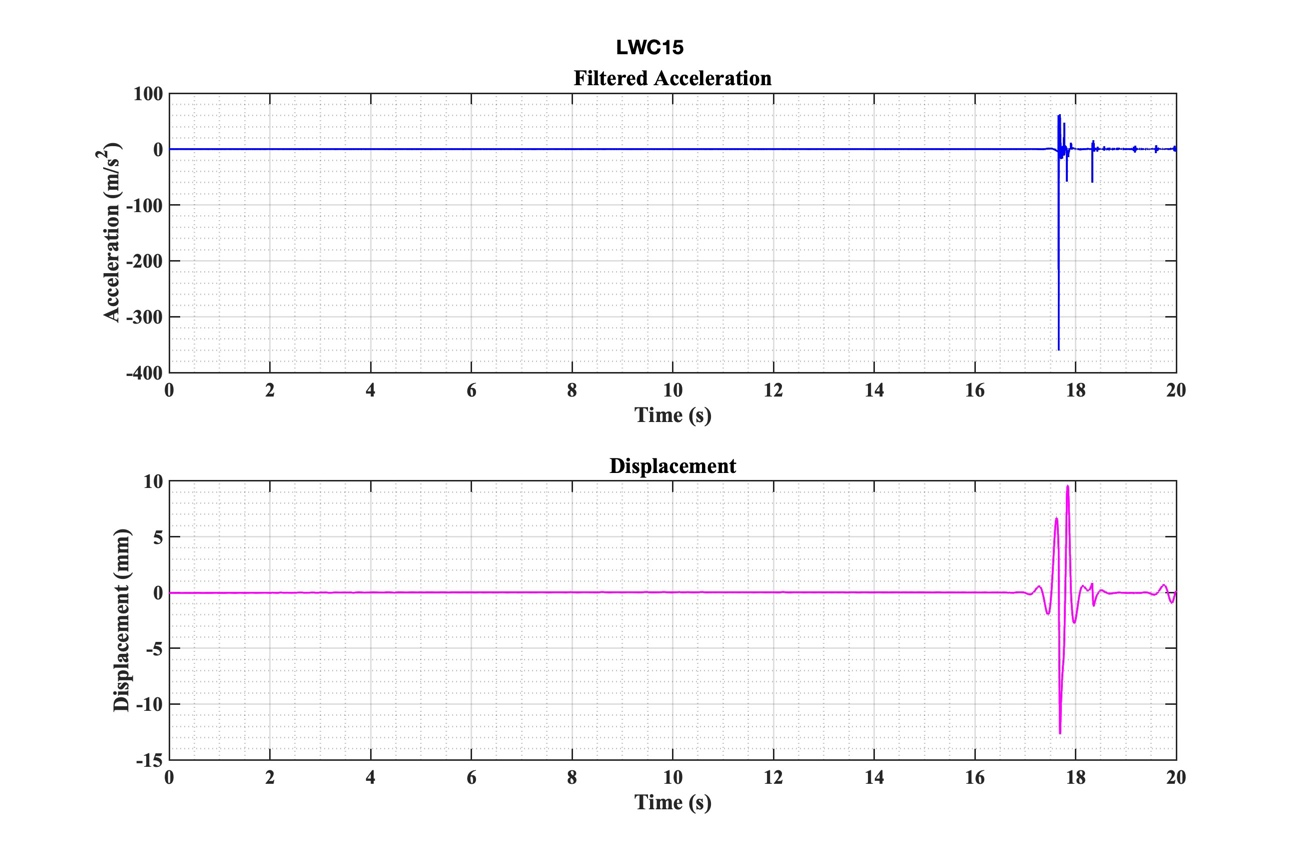 LWC15
Filtered Acceleration
100
0
-100
-200
-300
-400
Acceleration (m/s²)
0 2 4 6 8 10 12 14 16 18 20
Time (s)
Displacement
10
5
0
-5
-10
-15
Displacement (mm)
0 2 4 6 8 10 12 14 16 18 20
Time (s)